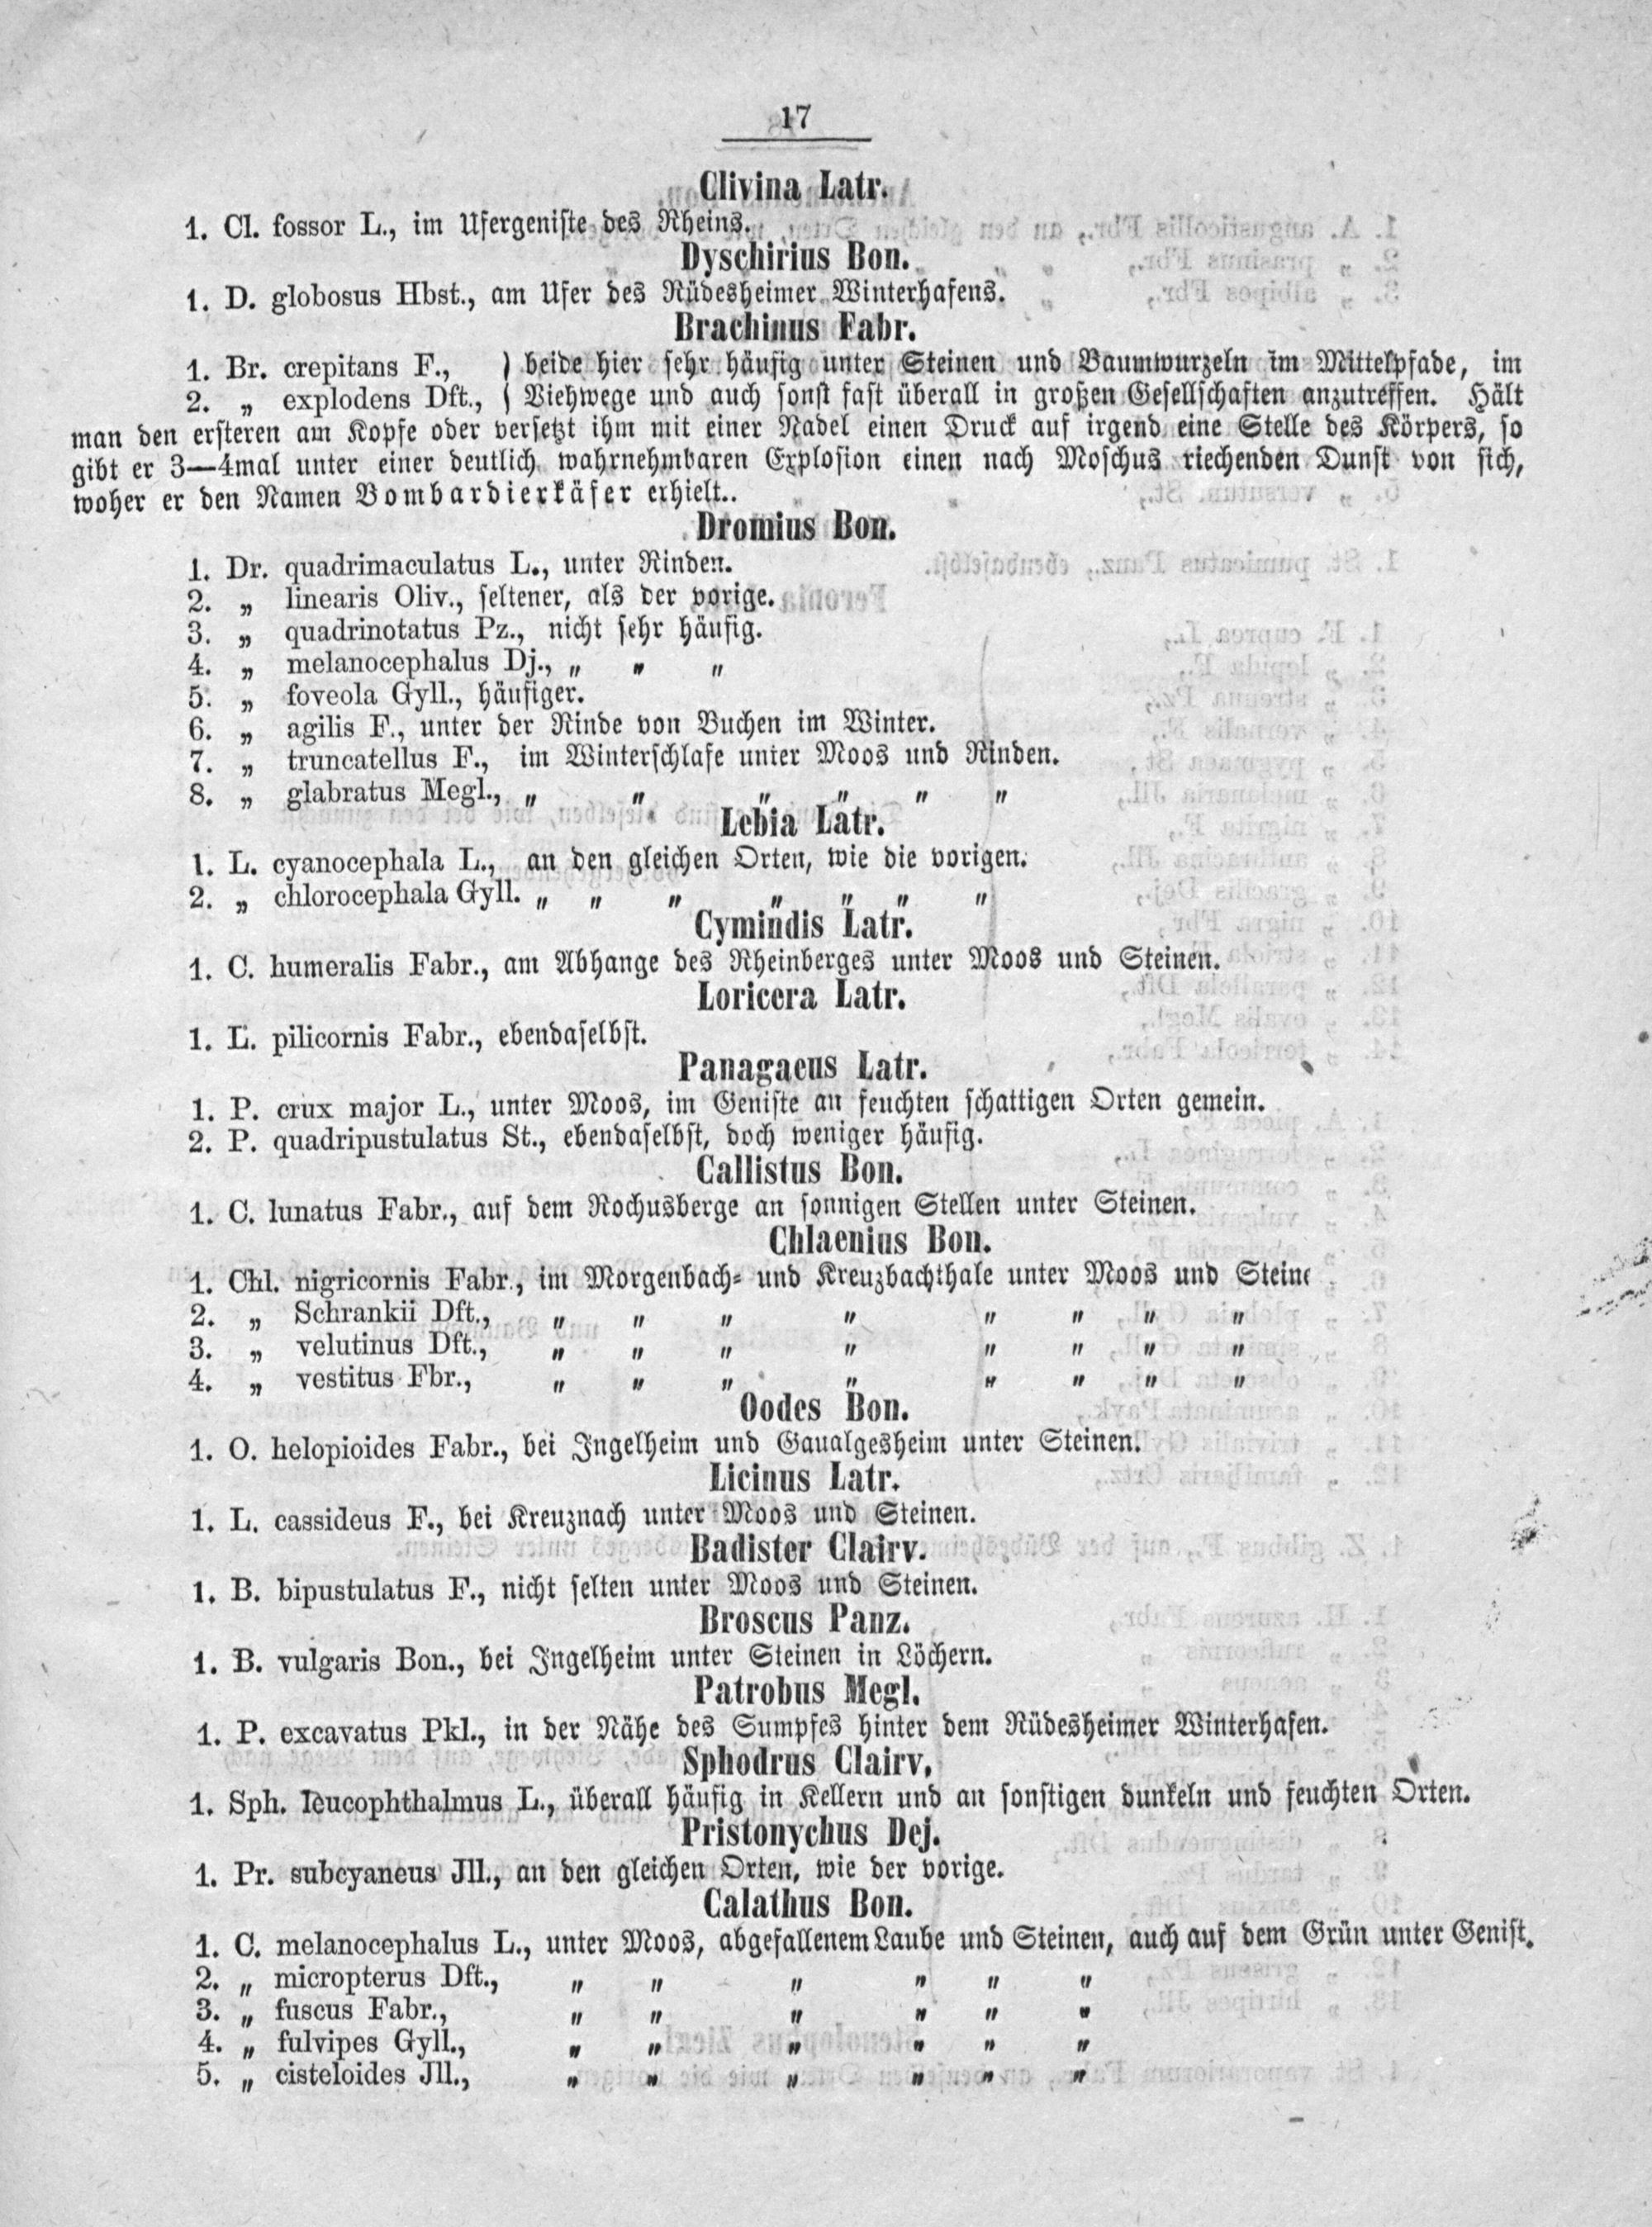 17
Clivina Latr.
1. Cl. fossor L., im Ufergeniste des Rheins.
Dyschirius Bon.
1. D. globosus Hbst., am Ufer des Rüdesheimer Winterhafens.
Brachinus Fabr.
1. Br. crepitans F., } beide hier sehr häufig unter Steinen und Baumwurzeln im Mittelpfade, im
2. „ explodens Dft., } Viehwege und auch sonst fast überall in großen Gesellschaften anzutreffen. Hält
man den ersteren am Kopfe oder versetzt ihm mit einer Nadel einen Druck auf irgend eine Stelle des Körpers, so
gibt er 3—4mal unter einer deutlich wahrnehmbaren Explosion einen nach Moschus riechenden Dunst von sich,
woher er den Namen Bombardierkäfer erhielt..
Dromius Bon.
1. Dr. quadrimaculatus L., unter Rinden.
2. „ linearis Oliv., seltener, als der vorige.
3. „ quadrinotatus Pz., nicht sehr häufig.
4. „ melanocephalus Dj., „ „ „
5. „ foveola Gyll., häufiger.
6. „ agilis F., unter der Rinde von Buchen im Winter.
7. „ truncatellus F., im Winterschlafe unter Moos und Rinden.
8. „ glabratus Megl., „ „ „ „ „ „
Lebia Latr.
1. L. cyanocephala L., an den gleichen Orten, wie die vorigen.
2. „ chlorocephala Gyll. „ „ „ „ „ „ „
Cymindis Latr.
1. C. humeralis Fabr., am Abhange des Rheinberges unter Moos und Steinen.
Loricera Latr.
1. L. pilicornis Fabr., ebendaselbst.
Panagaeus Latr.
1. P. crux major L., unter Moos, im Geniste an feuchten schattigen Orten gemein.
2. P. quadripustulatus St., ebendaselbst, doch weniger häufig.
Callistus Bon.
1. C. lunatus Fabr., auf dem Rochusberge an sonnigen Stellen unter Steinen.
Chlaenius Bon.
1. Chl. nigricornis Fabr., im Morgenbach- und Kreuzbachthale unter Moos und Steine
2. „ Schrankii Dft., „ „ „ „ „ „ „ „
3. „ velutinus Dft., „ „ „ „ „ „ „ „
4. „ vestitus Fbr., „ „ „ „ „ „ „ „
Oodes Bon.
1. O. helopioides Fabr., bei Ingelheim und Gaualgesheim unter Steinen.
Licinus Latr.
1. L. cassideus F., bei Kreuznach unter Moos und Steinen.
Badister Clairv.
1. B. bipustulatus F., nicht selten unter Moos und Steinen.
Broscus Panz.
1. B. vulgaris Bon., bei Ingelheim unter Steinen in Löchern.
Patrobus Megl.
1. P. excavatus Pkl., in der Nähe des Sumpfes hinter dem Rüdesheimer Winterhafen.
Sphodrus Clairv.
1. Sph. leucophthalmus L., überall häufig in Kellern und an sonstigen dunkeln und feuchten Orten.
Pristonychus Dej.
1. Pr. subcyaneus Jll., an den gleichen Orten, wie der vorige.
Calathus Bon.
1. C. melanocephalus L., unter Moos, abgefallenem Laube und Steinen, auch auf dem Grün unter Genist.
2. „ micropterus Dft., „ „ „ „ „ „
3. „ fuscus Fabr., „ „ „ „ „ „
4. „ fulvipes Gyll., „ „ „ „ „ „
5. „ cisteloides Jll., „ „ „ „ „ „